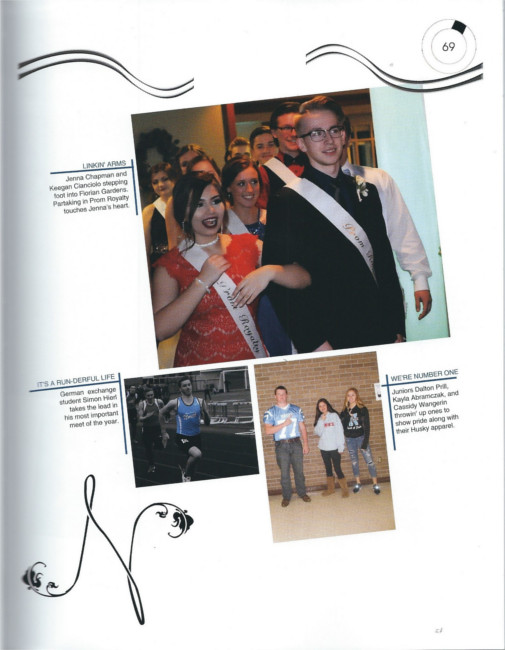 69
LINKIN' ARMS
Jenna Chapman and
Keegan Cianciolo stepping
foot into Florian Gardens.
Partaking in Prom Royalty
touches Jenna's heart.
Prom
Prom Royalty
IT'S A RUN-DERFUL LIFE
German exchange
student Simon Hierl
takes the lead in
his most important
meet of the year.
WE'RE NUMBER ONE
Juniors Dalton Prill,
Kayla Abramczak, and
Cassidy Wangerin
throwin' up ones to
show pride along with
their Husky apparel.
N